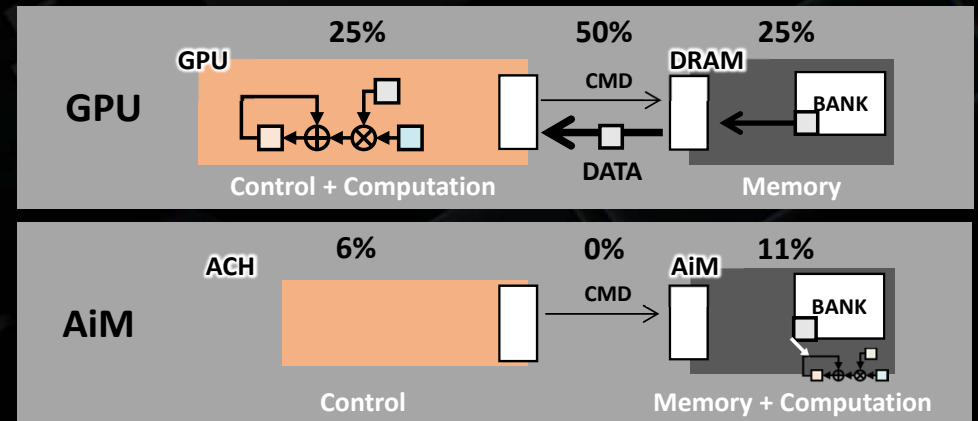 25% 50% 25%
GPU DRAM
GPU CMD BANK
DATA
Control + Computation Memory
6% 0% 11%
ACH AiM
AiM CMD BANK
Control Memory + Computation